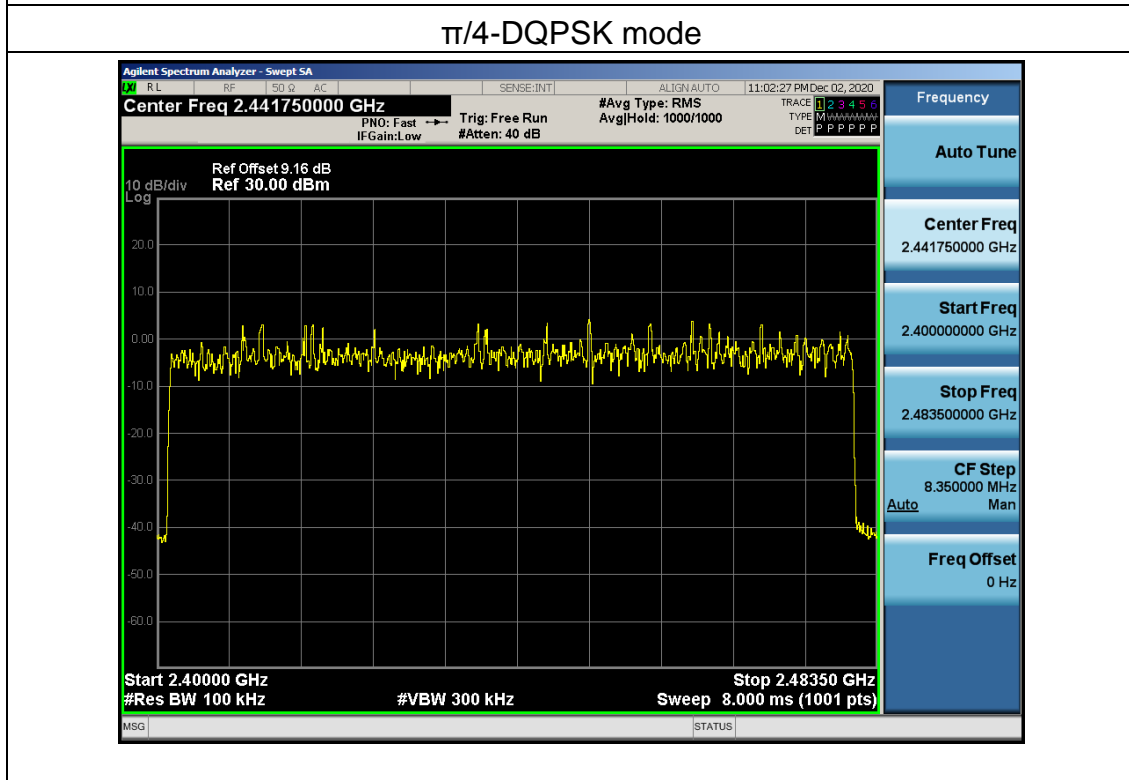 π/4-DQPSK mode
Agilent Spectrum Analyzer - Swept SA
LXI RL RF 50 Ω AC SENSE:INT ALIGN AUTO 11:02:27 PM Dec 02, 2020
Center Freq 2.441750000 GHz #Avg Type: RMS TRACE 1 2 3 4 5 6
PNO: Fast Trig: Free Run Avg|Hold: 1000/1000 TYPE M WWWWW
IFGain:Low #Atten: 40 dB DET P P P P P P
Ref Offset 9.16 dB
10 dB/div Ref 30.00 dBm
Log
20.0
10.0
0.00
-10.0
-20.0
-30.0
-40.0
-50.0
-60.0
Start 2.40000 GHz Stop 2.48350 GHz
#Res BW 100 kHz #VBW 300 kHz Sweep 8.000 ms (1001 pts)
MSG STATUS
Frequency
Auto Tune
Center Freq
2.441750000 GHz
Start Freq
2.400000000 GHz
Stop Freq
2.483500000 GHz
CF Step
8.350000 MHz
Auto Man
Freq Offset
0 Hz